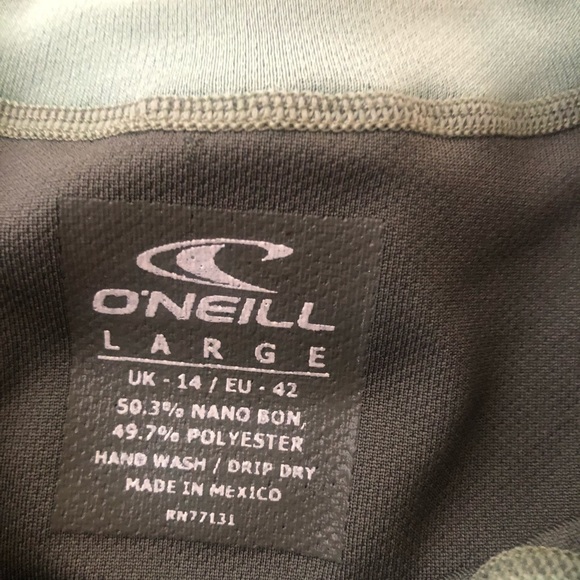 O'NEILL
LARGE
UK - 14 / EU - 42
50.3% NANO BON,
49.7% POLYESTER
HAND WASH / DRIP DRY
MADE IN MEXICO
RN77131